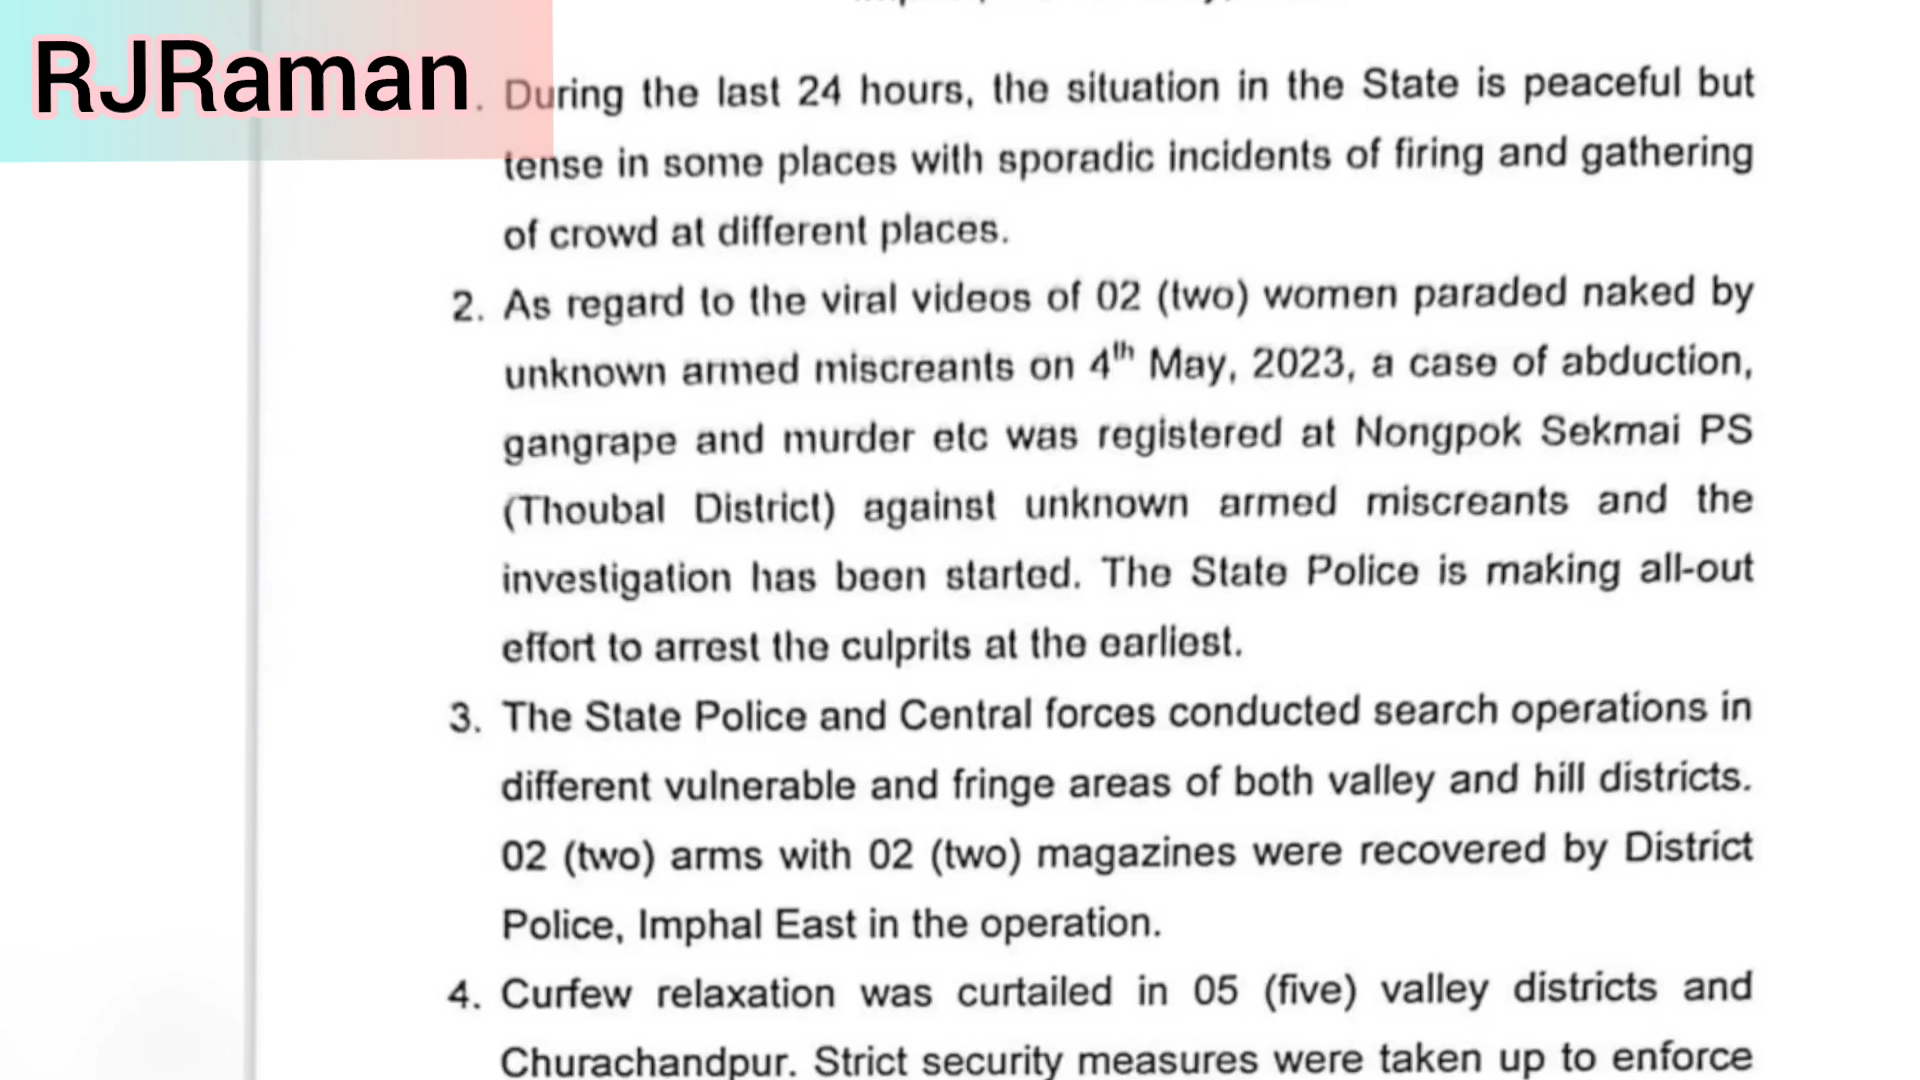 RJRaman
. During the last 24 hours, the situation in the State is peaceful but
tense in some places with sporadic incidents of firing and gathering
of crowd at different places.
2. As regard to the viral videos of 02 (two) women paraded naked by
unknown armed miscreants on 4th May, 2023, a case of abduction,
gangrape and murder etc was registered at Nongpok Sekmai PS
(Thoubal District) against unknown armed miscreants and the
investigation has been started. The State Police is making all-out
effort to arrest the culprits at the earliest.
3. The State Police and Central forces conducted search operations in
different vulnerable and fringe areas of both valley and hill districts.
02 (two) arms with 02 (two) magazines were recovered by District
Police, Imphal East in the operation.
4. Curfew relaxation was curtailed in 05 (five) valley districts and
Churachandpur. Strict security measures were taken up to enforce